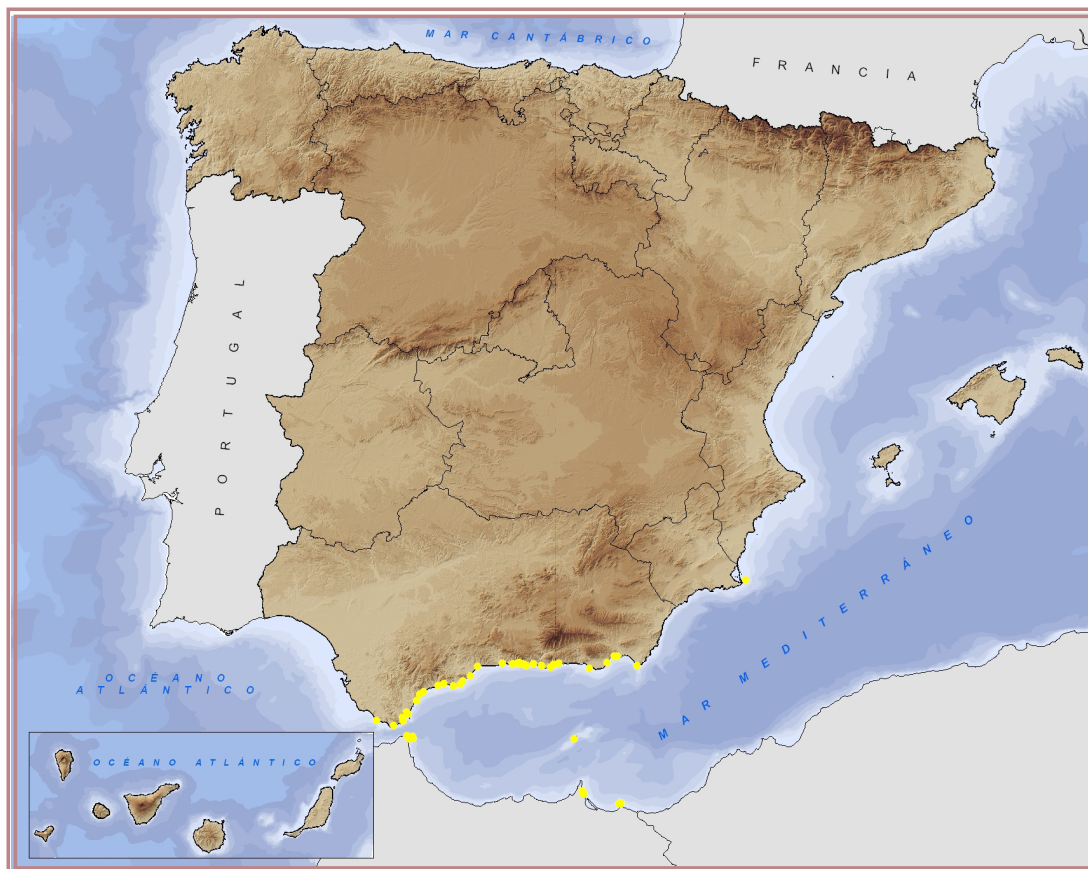 MAR CANTÁBRICO
FRANCIA
PORTUGAL
MAR MEDITERRÁNEO
OCÉANO
ATLÁNTICO
OCÉANO ATLÁNTICO